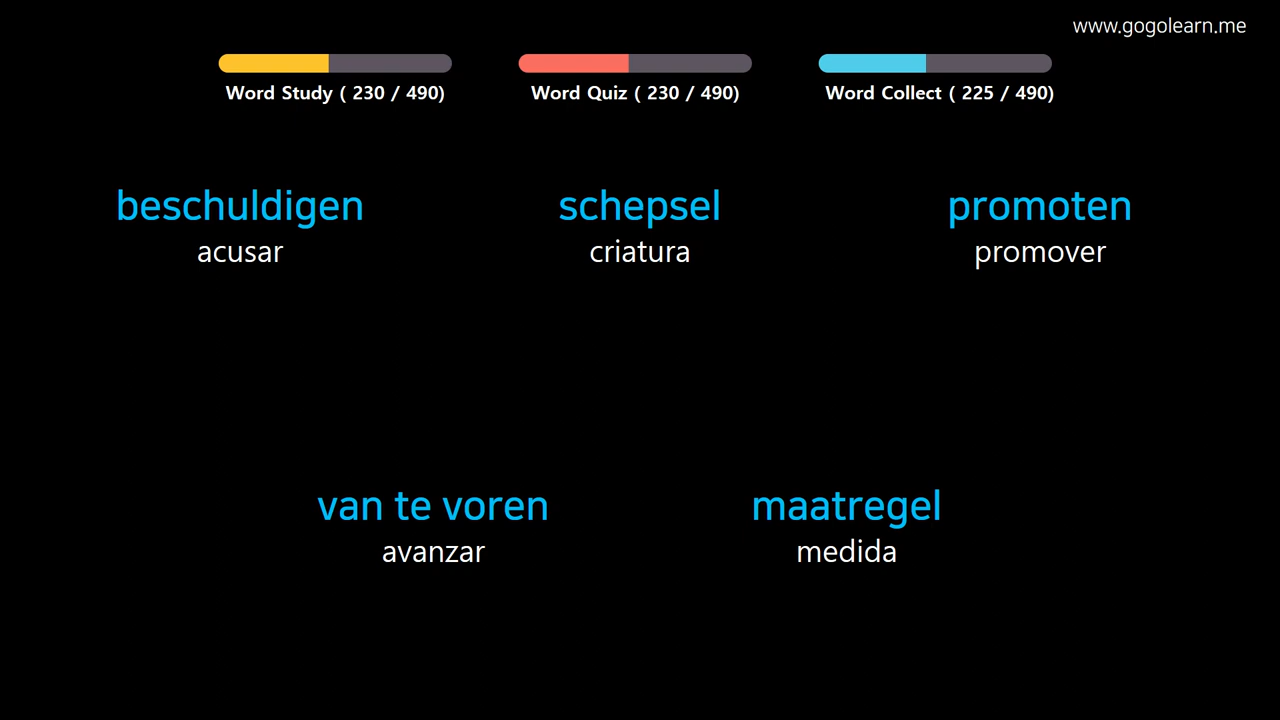 www.gogolearn.me
Word Study ( 230 / 490)
Word Quiz ( 230 / 490)
Word Collect ( 225 / 490)
beschuldigen
acusar
schepsel
criatura
promoten
promover
van te voren
avanzar
maatregel
medida